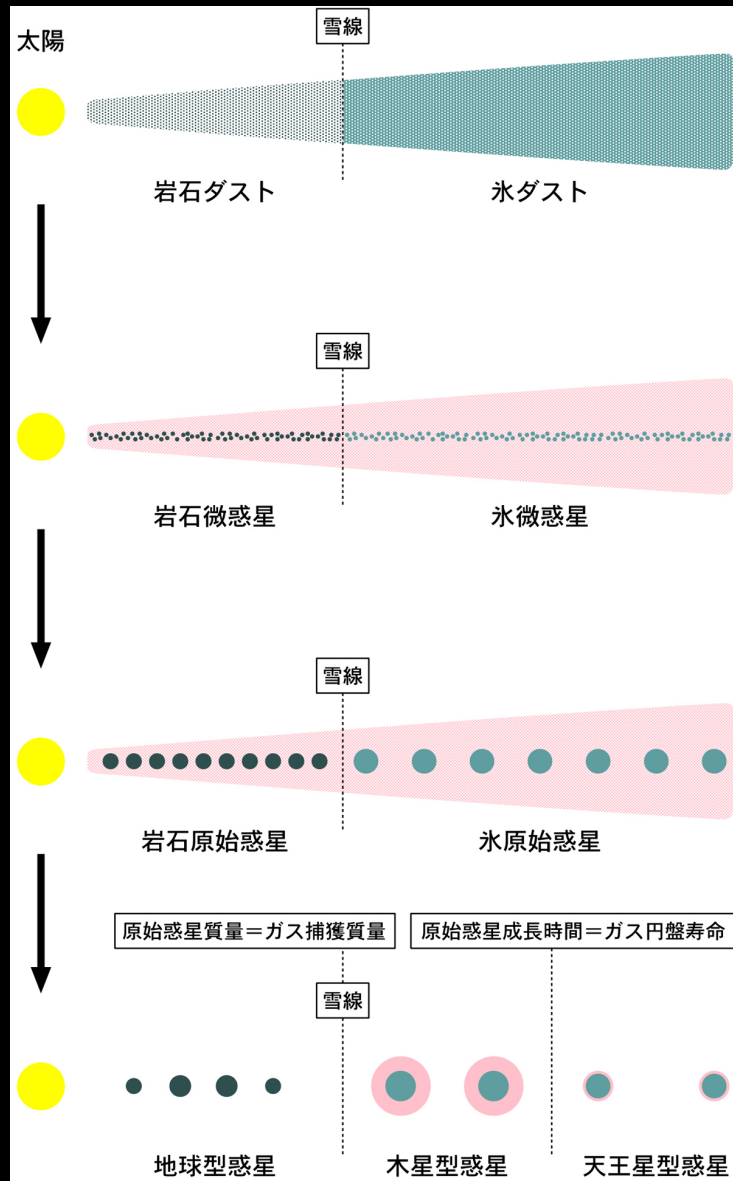 太陽
雪線
岩石ダスト
氷ダスト
雪線
岩石微惑星
氷微惑星
雪線
岩石原始惑星
氷原始惑星
原始惑星質量＝ガス捕獲質量
原始惑星成長時間＝ガス円盤寿命
雪線
地球型惑星
木星型惑星
天王星型惑星